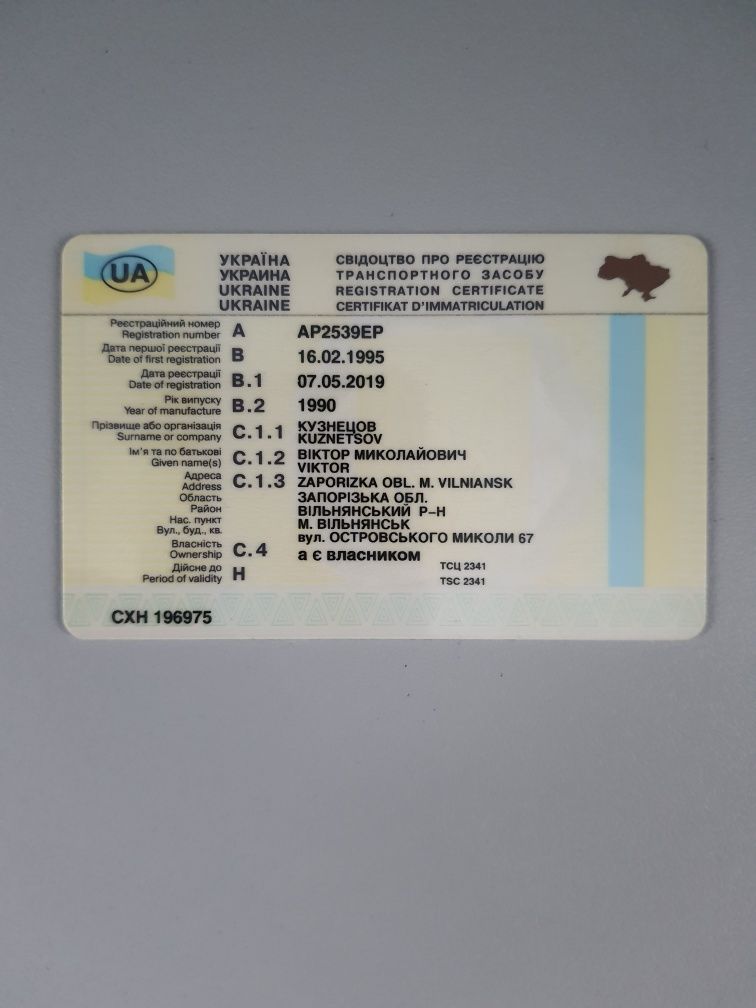 UA
УКРАЇНА
УКРАИНА
UKRAINE
UKRAINE
СВІДОЦТВО ПРО РЕЄСТРАЦІЮ
ТРАНСПОРТНОГО ЗАСОБУ
REGISTRATION CERTIFICATE
CERTIFIKAT D'IMMATRICULATION
Реєстраційний номер
Registration number
A
AP2539EP
Дата першої реєстрації
Date of first registration
B
16.02.1995
Дата реєстрації
Date of registration
B.1
07.05.2019
Рік випуску
Year of manufacture
B.2
1990
Прізвище або організація
Surname or company
C.1.1
КУЗНЕЦОВ
KUZNETSOV
Ім'я та по батькові
Given name(s)
C.1.2
ВІКТОР МИКОЛАЙОВИЧ
VIKTOR
Адреса
Address
C.1.3
ZAPORIZKA OBL. M. VILNIANSK
Область
ЗАПОРІЗЬКА ОБЛ.
Район
ВІЛЬНЯНСЬКИЙ Р-Н
Нас. пункт
М. ВІЛЬНЯНСЬК
Вул., буд., кв.
вул. ОСТРОВСЬКОГО МИКОЛИ 67
Власність
Ownership
C.4
а є власником
Дійсне до
Period of validity
H
ТСЦ 2341
TSC 2341
СХН 196975